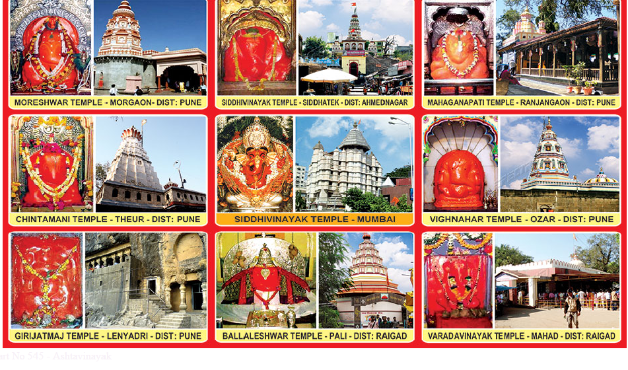 MORESHWAR TEMPLE - MORGAON- DIST: PUNE
SIDDHIVINAYAK TEMPLE - SIDDHATEK - DIST: AHMEDNAGAR
MAHAGANAPATI TEMPLE - RANJANGAON - DIST: PUNE
CHINTAMANI TEMPLE - THEUR - DIST: PUNE
SIDDHIVINAYAK TEMPLE - MUMBAI
VIGHNAHAR TEMPLE - OZAR - DIST: PUNE
GIRIJATMAJ TEMPLE - LENYADRI - DIST: PUNE
BALLALESHWAR TEMPLE - PALI - DIST: RAIGAD
VARADAVINAYAK TEMPLE - MAHAD - DIST: RAIGAD